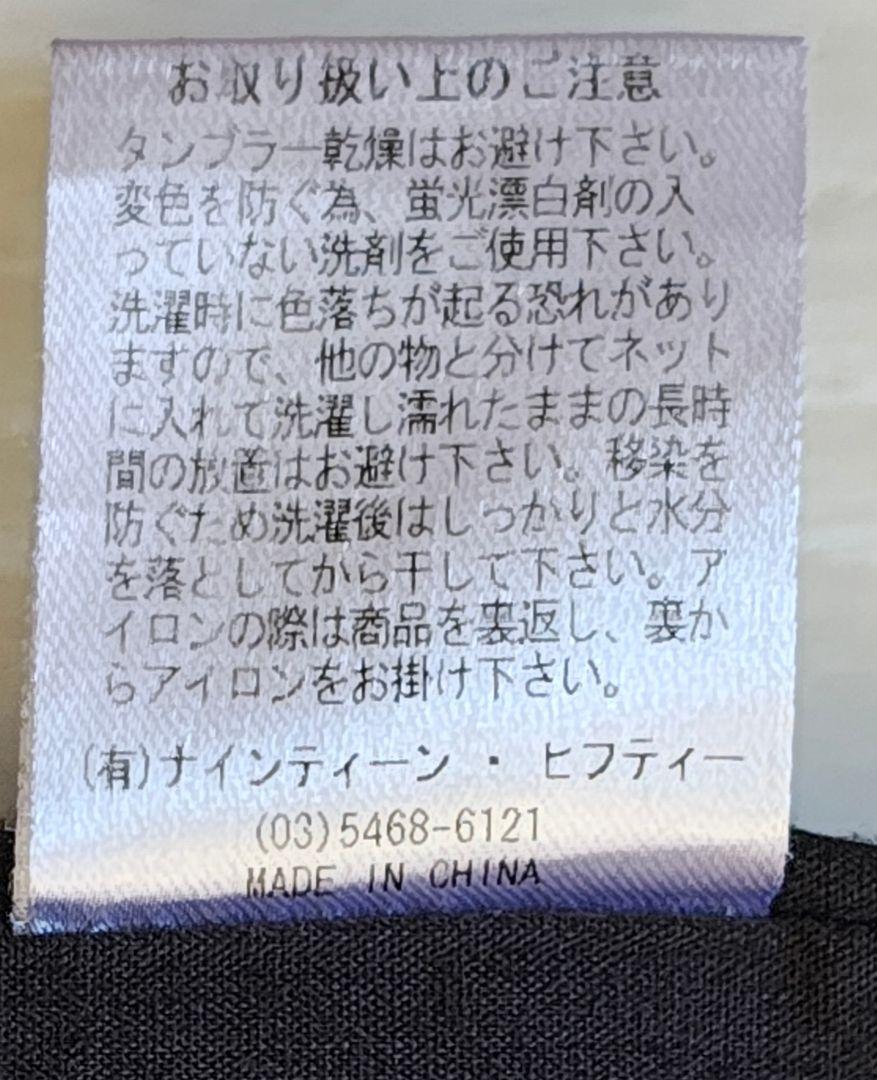 お取り扱い上のご注意
タンブラー乾燥はお避け下さい。
変色を防ぐ為、蛍光漂白剤の入
っていない洗剤をご使用下さい。
洗濯時に色落ちが起る恐れがあり
ますので、他の物と分けてネット
に入れて洗濯し濡れたままの長時
間の放置はお避け下さい。移染を
防ぐため洗濯後はしっかりと水分
を落としてから干して下さい。ア
イロンの際は商品を裏返し、裏か
らアイロンをお掛け下さい。
(有)ナインティーン・ヒフティー
(03)5468-6121
MADE IN CHINA